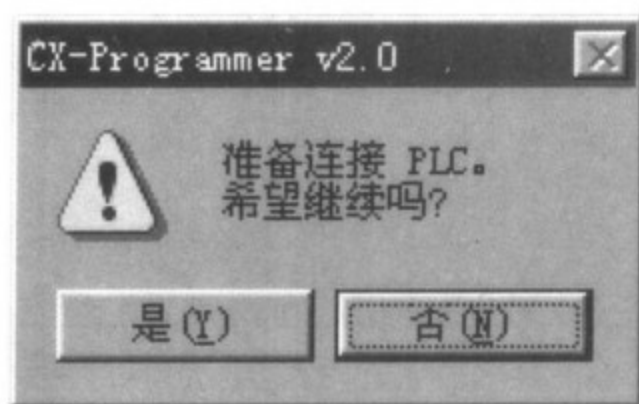 CX-Programmer v2.0
准备连接 PLC。
希望继续吗?
是(Y)
否(N)